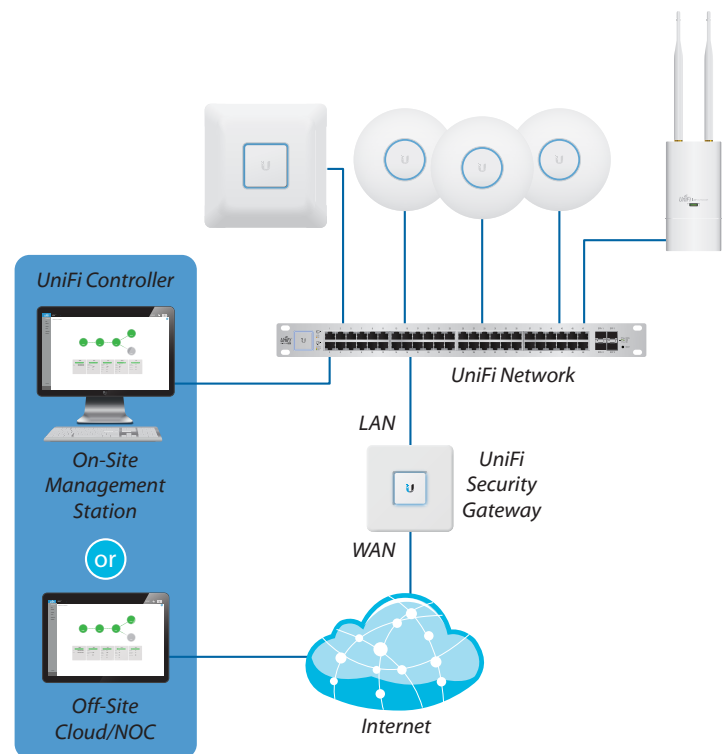 UniFi Controller
On-Site
Management
Station
or
Off-Site
Cloud/NOC
UniFi Network
LAN
UniFi
Security
Gateway
WAN
Internet